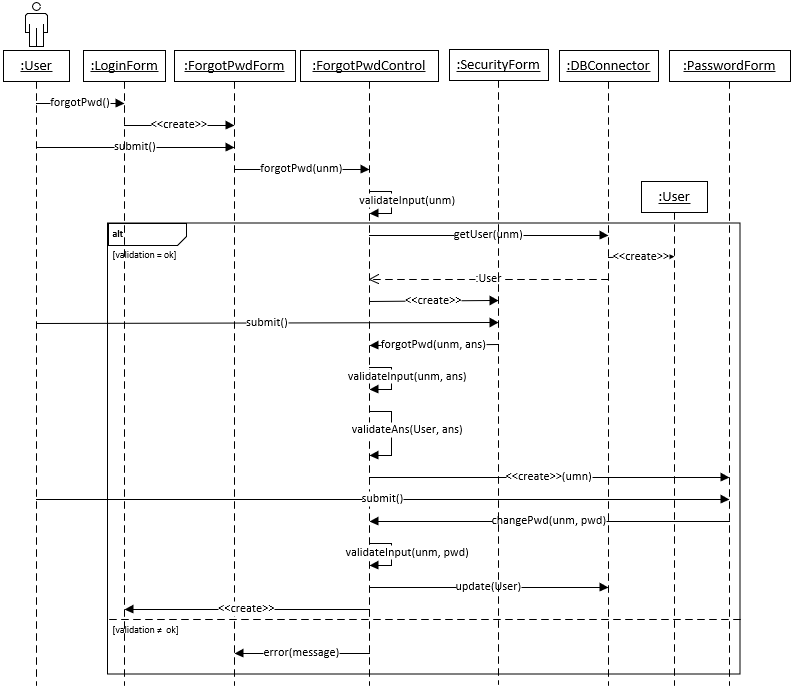 :User
:LoginForm
:ForgotPwdForm
:ForgotPwdControl
:SecurityForm
:DBConnector
:PasswordForm
forgotPwd()
<<create>>
submit()
forgotPwd(unm)
:User
validateInput(unm)
alt
getUser(unm)
[validation = ok]
<<create>>
:User
<<create>>
submit()
forgotPwd(unm, ans)
validateInput(unm, ans)
validateAns(User, ans)
<<create>>(umn)
submit()
changePwd(unm, pwd)
validateInput(unm, pwd)
update(User)
<<create>>
[validation ≠ ok]
error(message)